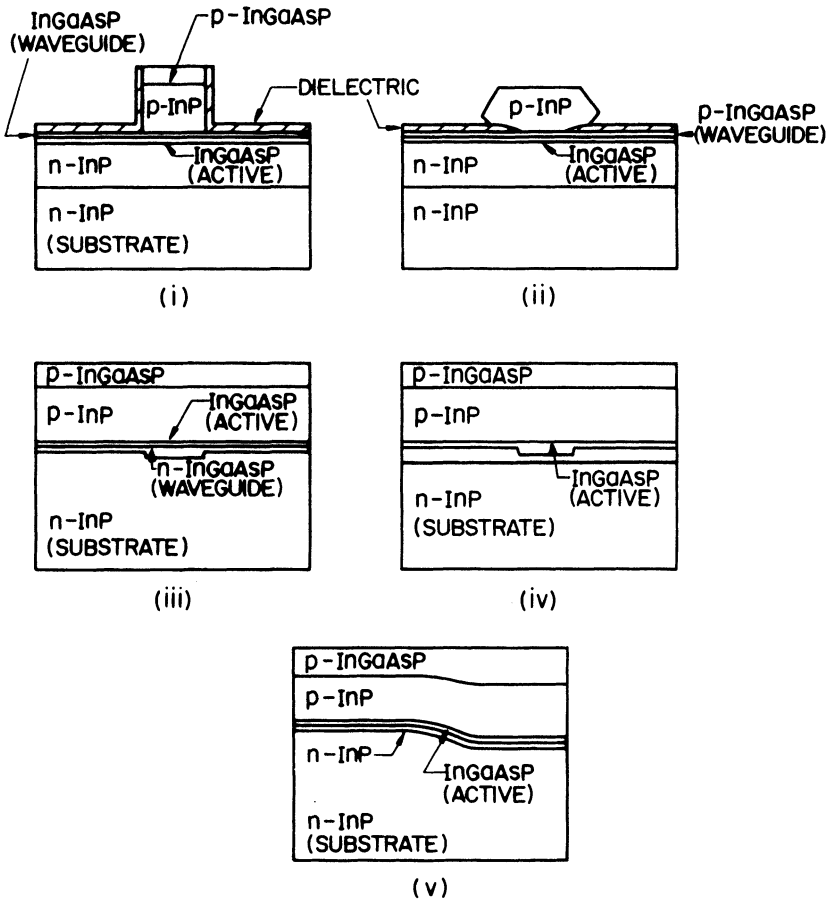 InGaAsP
(WAVEGUIDE)
p-InGaAsP
p-InP
DIELECTRIC
InGaAsP
(ACTIVE)
n-InP
n-InP
(SUBSTRATE)
(i)
p-InP
p-InGaAsP
(WAVEGUIDE)
InGaAsP
(ACTIVE)
n-InP
n-InP
(ii)
p-InGaAsP
InGaAsP
(ACTIVE)
p-InP
n-InGaAsP
(WAVEGUIDE)
n-InP
(SUBSTRATE)
(iii)
p-InGaAsP
p-InP
InGaAsP
(ACTIVE)
n-InP
(SUBSTRATE)
(iv)
p-InGaAsP
p-InP
n-InP
InGaAsP
(ACTIVE)
n-InP
(SUBSTRATE)
(v)